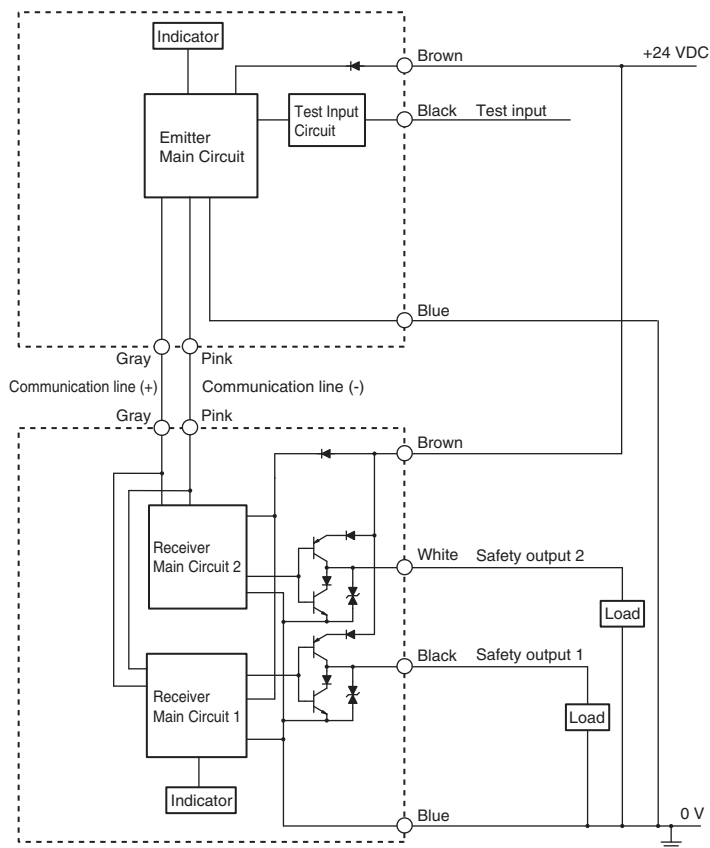 Indicator
Brown
+24 VDC
Test Input
Circuit
Black
Test input
Emitter
Main Circuit
Blue
Gray
Pink
Communication line (+)
Communication line (-)
Gray
Pink
Brown
Receiver
Main Circuit 2
White
Safety output 2
Load
Black
Safety output 1
Receiver
Main Circuit 1
Load
Indicator
Blue
0 V